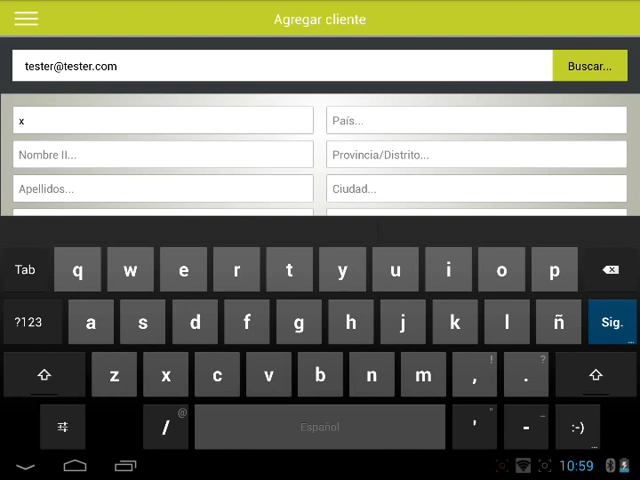 Agregar cliente
tester@tester.com Buscar...
x País...
Nombre II... Provincia/Distrito...
Apellidos... Ciudad...
Tab q w e r t y u i o p
?123 a s d f g h j k l ñ Sig. ...
z x c v b n m , ! . ?
/ @ Español ' " - _ :-) ...
10:59